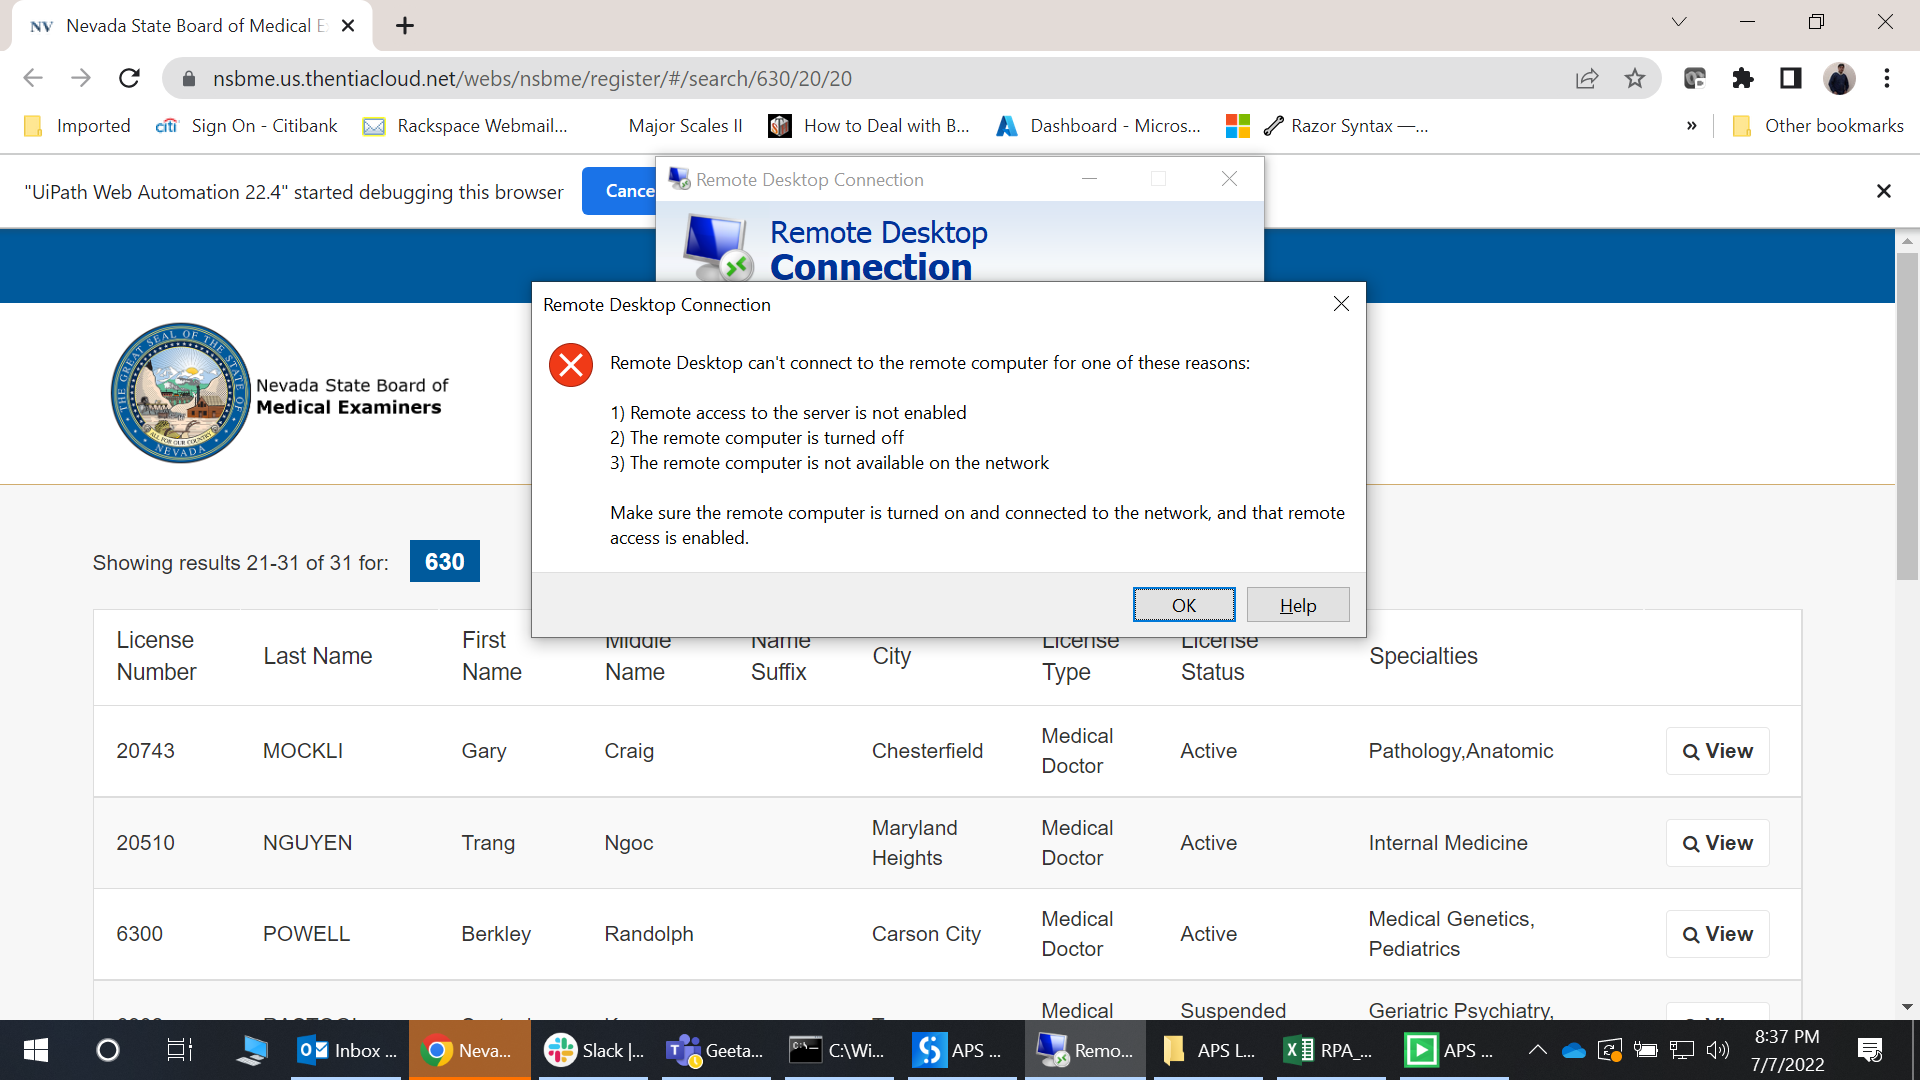 NV Nevada State Board of Medical E
nsbme.us.thentiacloud.net/webs/nsbme/register/#/search/630/20/20
Imported
citi Sign On - Citibank
Rackspace Webmail...
Major Scales II
How to Deal with B...
Dashboard - Micros...
Razor Syntax —...
»
Other bookmarks
"UiPath Web Automation 22.4" started debugging this browser
Cance
Remote Desktop Connection
Remote Desktop
Connection
THE GREAT SEAL OF THE STATE OF NEVADA
ALL FOR OUR COUNTRY
Nevada State Board of
Medical Examiners
Remote Desktop Connection
Remote Desktop can't connect to the remote computer for one of these reasons:
1) Remote access to the server is not enabled
2) The remote computer is turned off
3) The remote computer is not available on the network
Make sure the remote computer is turned on and connected to the network, and that remote
access is enabled.
OK
Help
Showing results 21-31 of 31 for: 630
License Number
Last Name
First Name
Middle Name
Name Suffix
City
License Type
License Status
Specialties
20743 MOCKLI Gary Craig Chesterfield Medical Doctor Active Pathology,Anatomic View
20510 NGUYEN Trang Ngoc Maryland Heights Medical Doctor Active Internal Medicine View
6300 POWELL Berkley Randolph Carson City Medical Doctor Active Medical Genetics, Pediatrics View
Medical Suspended Geriatric Psychiatry,
Inbox ...
Neva...
Slack |...
Geeta...
C:\Wi...
APS ...
Remo...
APS L...
RPA_...
APS ...
8:37 PM
7/7/2022